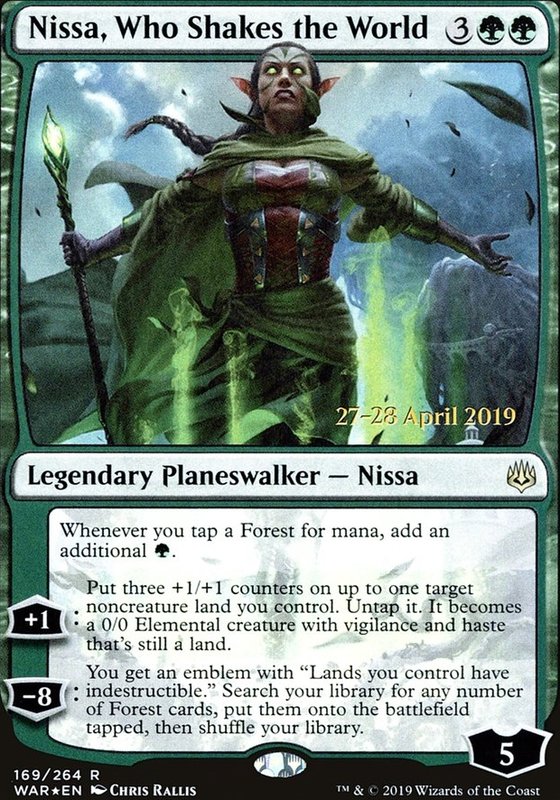 Nissa, Who Shakes the World 3
27–28 April 2019
Legendary Planeswalker — Nissa
Whenever you tap a Forest for mana, add an
additional .
Put three +1/+1 counters on up to one target
noncreature land you control. Untap it. It becomes
+1: a 0/0 Elemental creature with vigilance and haste
that's still a land.
You get an emblem with "Lands you control have
-8: indestructible." Search your library for any number
of Forest cards, put them onto the battlefield
tapped, then shuffle your library.
5
169/264 R
WAR★EN Chris Rallis
™ & © 2019 Wizards of the Coast